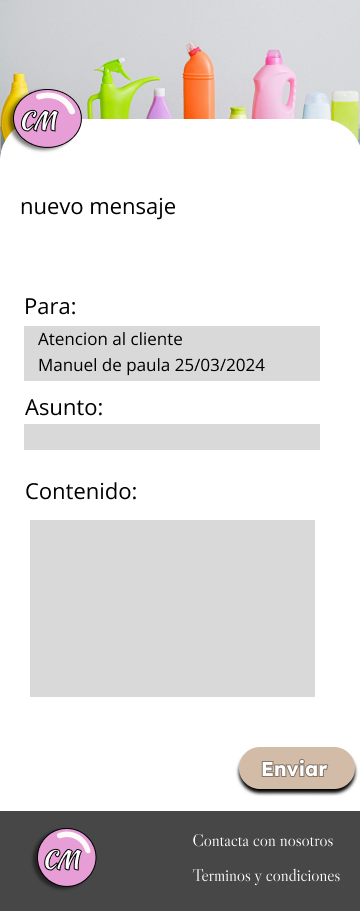 CM
nuevo mensaje
Para:
Atencion al cliente
Manuel de paula 25/03/2024
Asunto:
Contenido:
Enviar
CM
Contacta con nosotros
Terminos y condiciones